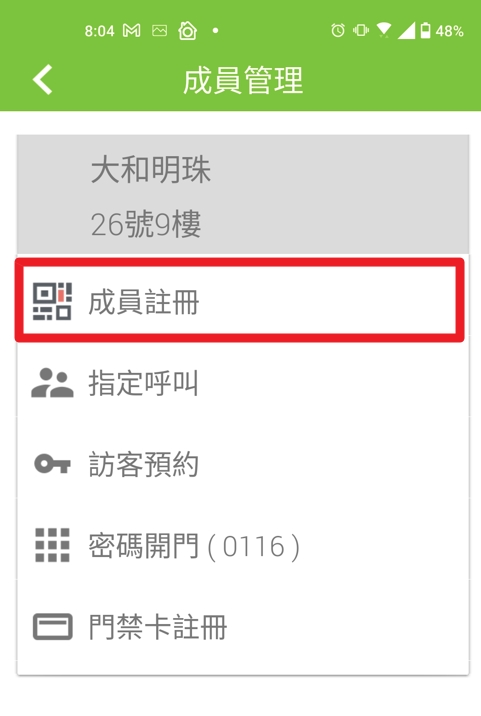 8:04
48%
成員管理
大和明珠
26號9樓
成員註冊
指定呼叫
訪客預約
密碼開門 ( 0116 )
門禁卡註冊